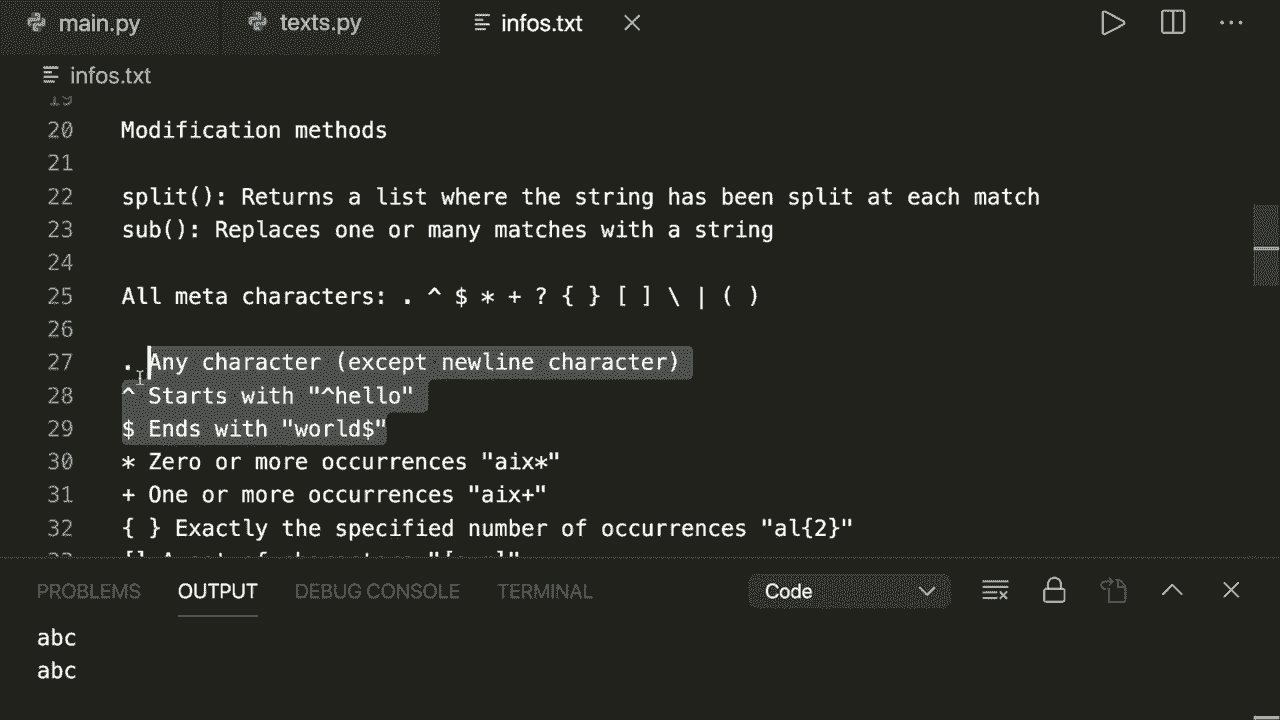 main.py texts.py infos.txt
infos.txt
19
20 Modification methods
21
22 split(): Returns a list where the string has been split at each match
23 sub(): Replaces one or many matches with a string
24
25 All meta characters: . ^ $ * + ? { } [ ] \ | ( )
26
27 . Any character (except newline character)
28 ^ Starts with "^hello"
29 $ Ends with "world$"
30 * Zero or more occurrences "aix*"
31 + One or more occurrences "aix+"
32 { } Exactly the specified number of occurrences "al{2}"
PROBLEMS OUTPUT DEBUG CONSOLE TERMINAL Code
abc
abc